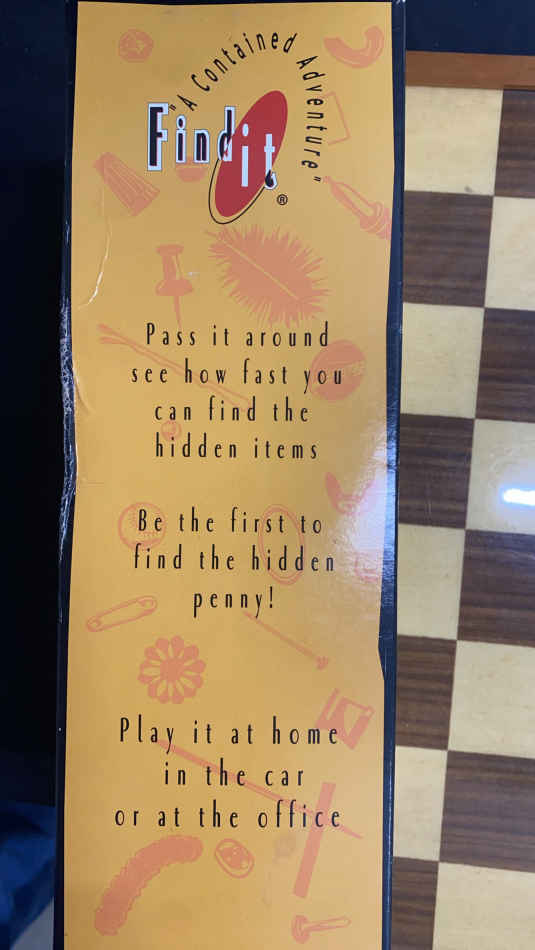 "A Contained Adventure"
Find it ®
Pass it around
see how fast you
can find the
hidden items
Be the first to
find the hidden
penny!
Play it at home
in the car
or at the office